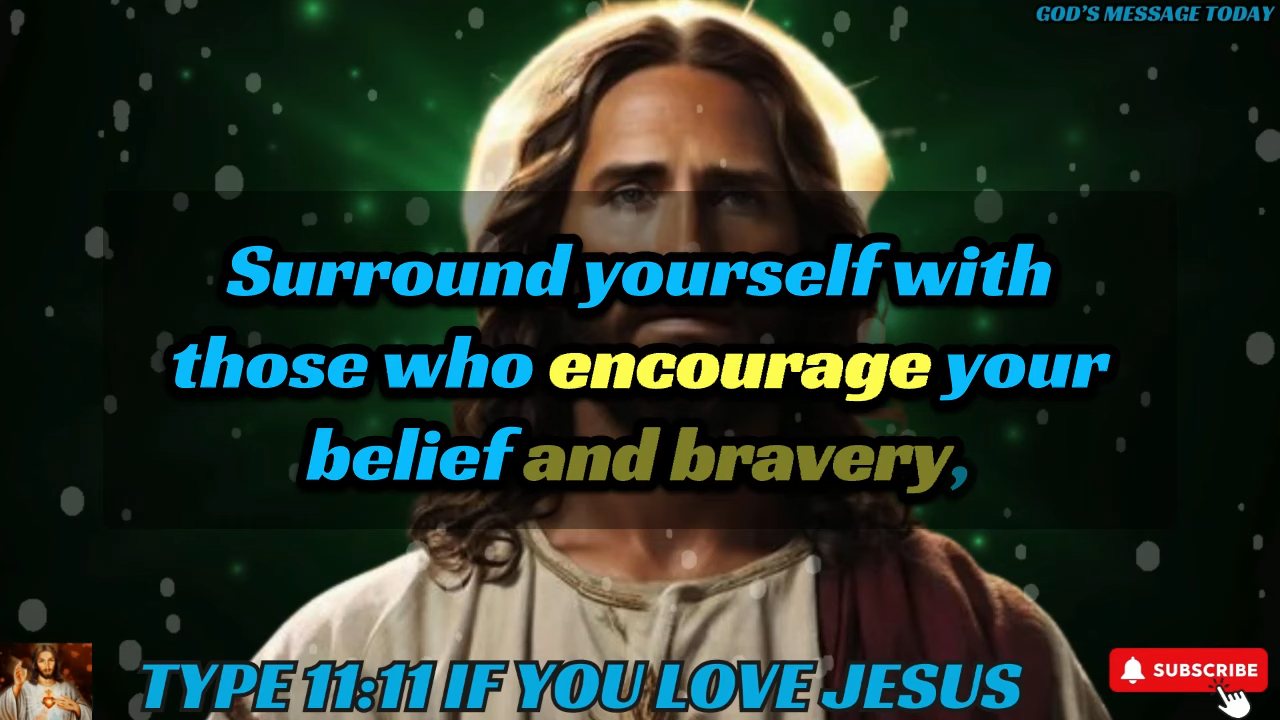 GOD'S MESSAGE TODAY
Surround yourself with
those who encourage your
belief and bravery,
TYPE 11:11 IF YOU LOVE JESUS
SUBSCRIBE